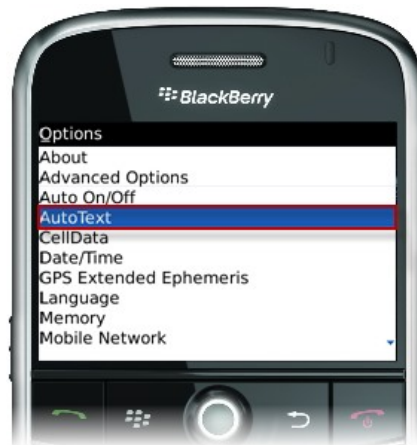 BlackBerry
Options
About
Advanced Options
Auto On/Off
AutoText
CellData
Date/Time
GPS Extended Ephemeris
Language
Memory
Mobile Network